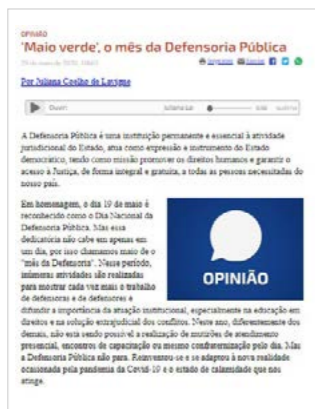 OPINIÃO
'Maio verde', o mês da Defensoria Pública
Por Juliana Coelho de Lavigne
Ouvir:
A Defensoria Pública é uma instituição permanente e essencial à atividade
jurisdicional do Estado, atua como expressão e instrumento do Estado
democrático, tendo como missão promover os direitos humanos e garantir o
acesso à Justiça, de forma integral e gratuita, a todas as pessoas necessitadas do
nosso país.
Em homenagem, o dia 19 de maio é
reconhecido como o Dia Nacional da
Defensoria Pública. Mas essa
dedicatória não cabe em apenas em
um dia, por isso chamamos maio de o
"mês da Defensoria". Nesse período,
inúmeras atividades são realizadas
para mostrar cada vez mais o trabalho
de defensoras e de defensores e
OPINIÃO
difundir a importância da atuação institucional, especialmente na educação em
direitos e na solução extrajudicial dos conflitos. Neste ano, diferentemente dos
demais, não está sendo possível a realização de mutirões de atendimento
presencial, encontros de capacitação ou mesmo confraternização pelo dia. Mas
a Defensoria Pública não para. Reinventou-se e se adaptou à nova realidade
ocasionada pela pandemia da Covid-19 e o estado de calamidade que nos
atinge.